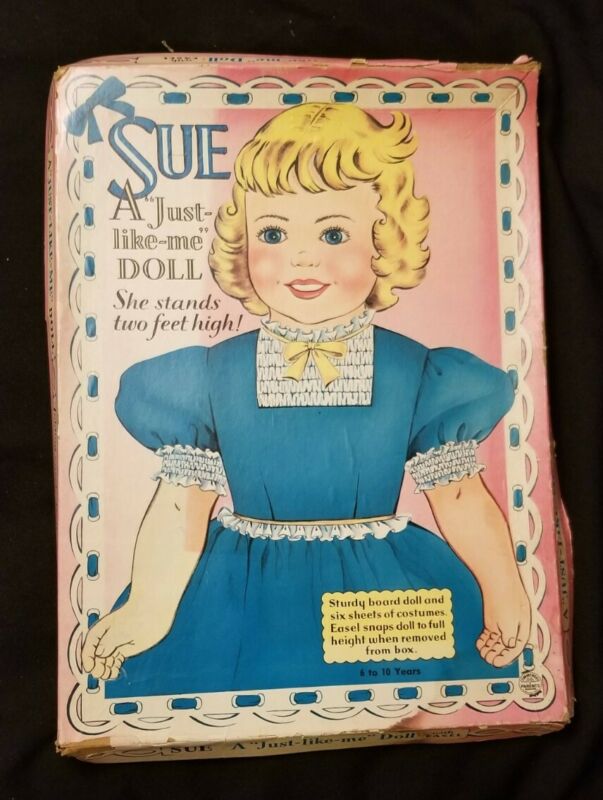 SUE
A "Just-
like-me"
DOLL
She stands
two feet high!
Sturdy board doll and
six sheets of costumes.
Easel snaps doll to full
height when removed
from box.
6 to 10 Years
PARENTS'
SUE A "Just-like-me" Doll